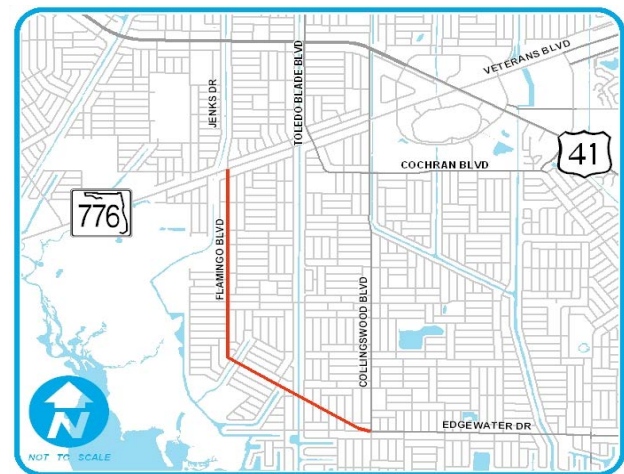 VETERANS BLVD
JENKS DR
TOLEDO BLADE BLVD
41
COCHRAN BLVD
776
FLAMINGO BLVD
COLLINGSWOOD BLVD
EDGEWATER DR
N
NOT TO SCALE